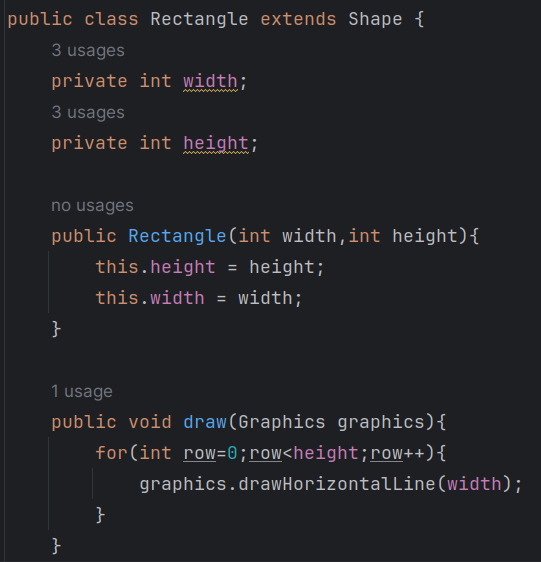 public class Rectangle extends Shape {
3 usages
private int width;
3 usages
private int height;
no usages
public Rectangle(int width,int height){
this.height = height;
this.width = width;
}
1 usage
public void draw(Graphics graphics){
for(int row=0;row<height;row++){
graphics.drawHorizontalLine(width);
}
}